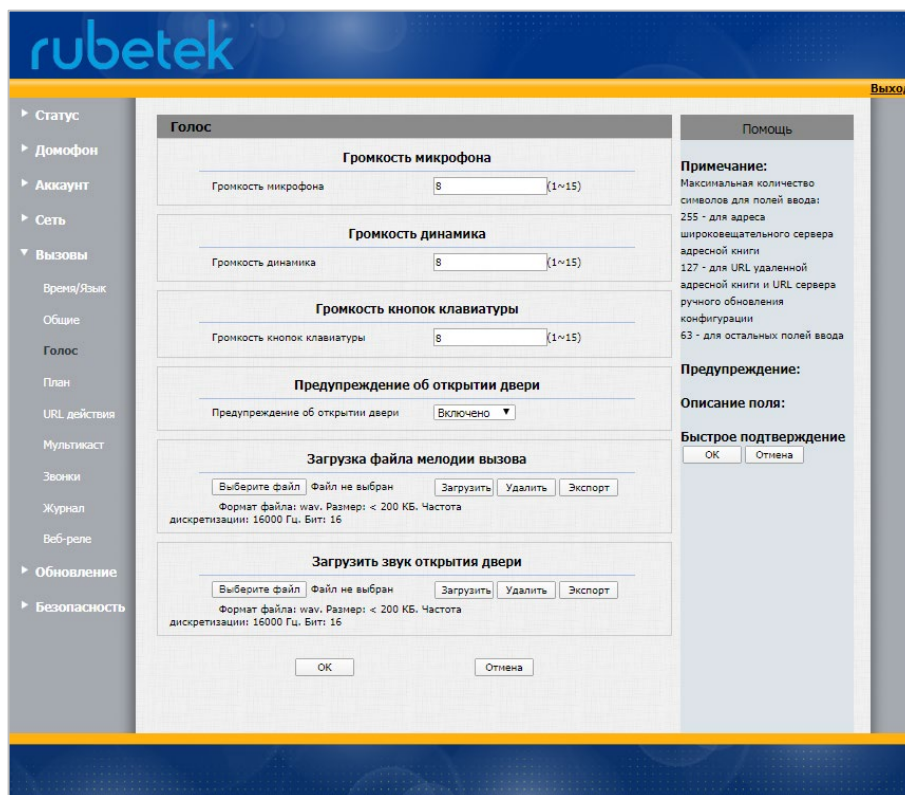 rubetek
Выход
Статус
Домофон
Аккаунт
Сеть
Вызовы
Время/Язык
Общие
Голос
План
URL действия
Мультикаст
Звонки
Журнал
Веб-реле
Обновление
Безопасность
Голос
Громкость микрофона
Громкость микрофона 8 (1~15)
Громкость динамика
Громкость динамика 8 (1~15)
Громкость кнопок клавиатуры
Громкость кнопок клавиатуры 8 (1~15)
Предупреждение об открытии двери
Предупреждение об открытии двери Включено
Загрузка файла мелодии вызова
Выберите файл Файл не выбран Загрузить Удалить Экспорт
Формат файла: wav. Размер: < 200 КБ. Частота
дискретизации: 16000 Гц. Бит: 16
Загрузить звук открытия двери
Выберите файл Файл не выбран Загрузить Удалить Экспорт
Формат файла: wav. Размер: < 200 КБ. Частота
дискретизации: 16000 Гц. Бит: 16
ОК Отмена
Помощь
Примечание:
Максимальная количество
символов для полей ввода:
255 - для адреса
широковещательного сервера
адресной книги
127 - для URL удаленной
адресной книги и URL сервера
ручного обновления
конфигурации
63 - для остальных полей ввода
Предупреждение:
Описание поля:
Быстрое подтверждение
ОК Отмена